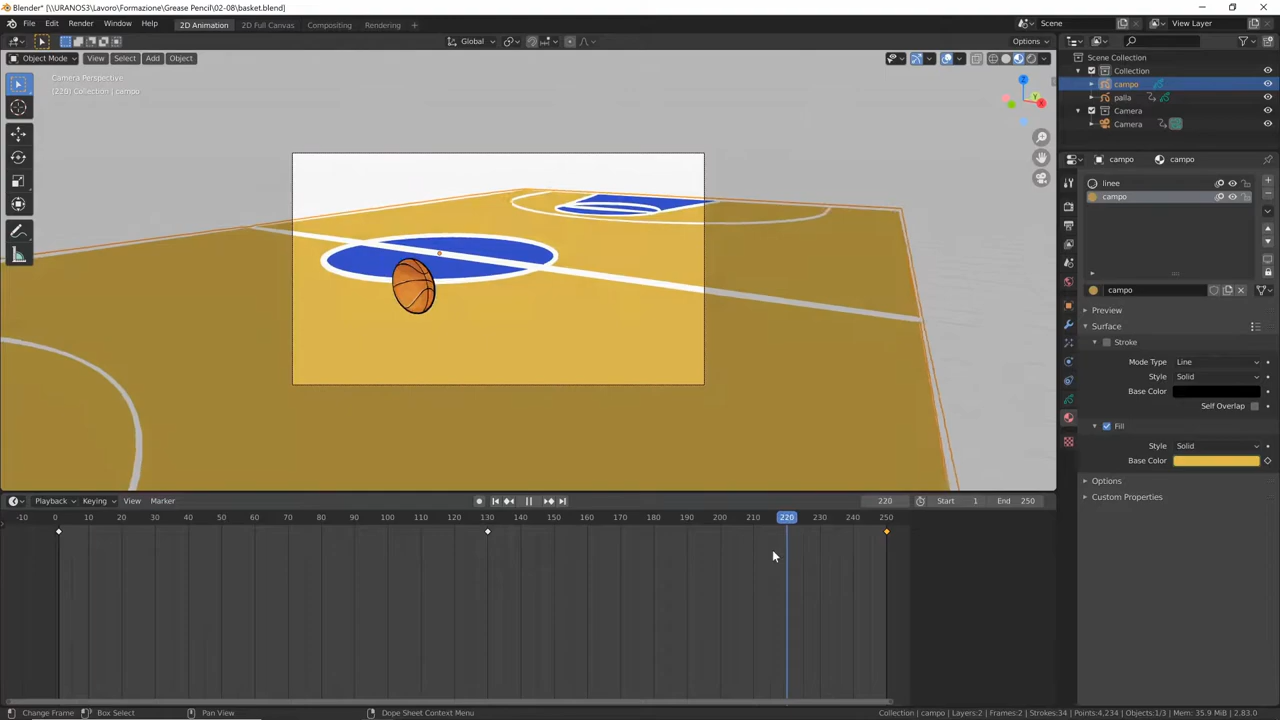 Blender* [\\URANOS3\Lavoro\Formazione\Grease Pencil\02-08\basket.blend]
File Edit Render Window Help 2D Animation 2D Full Canvas Compositing Rendering + Scene View Layer
Global Options
Object Mode View Select Add Object
Camera Perspective
(220) Collection | campo
Scene Collection
Collection
campo
palla
Camera
Camera
campo campo
linee
campo
campo
Preview
Surface
Stroke
Mode Type Line
Style Solid
Base Color
Self Overlap
Fill
Style Solid
Base Color
Options
Custom Properties
Playback Keying View Marker 220 Start 1 End 250
-10 0 10 20 30 40 50 60 70 80 90 100 110 120 130 140 150 160 170 180 190 200 210 220 230 240 250
Change Frame Box Select Pan View Dope Sheet Context Menu Collection | campo | Layers:2 | Frames:2 | Strokes:34 | Points:4,234 | Objects:1/3 | Mem: 35.9 MiB | 2.83.0